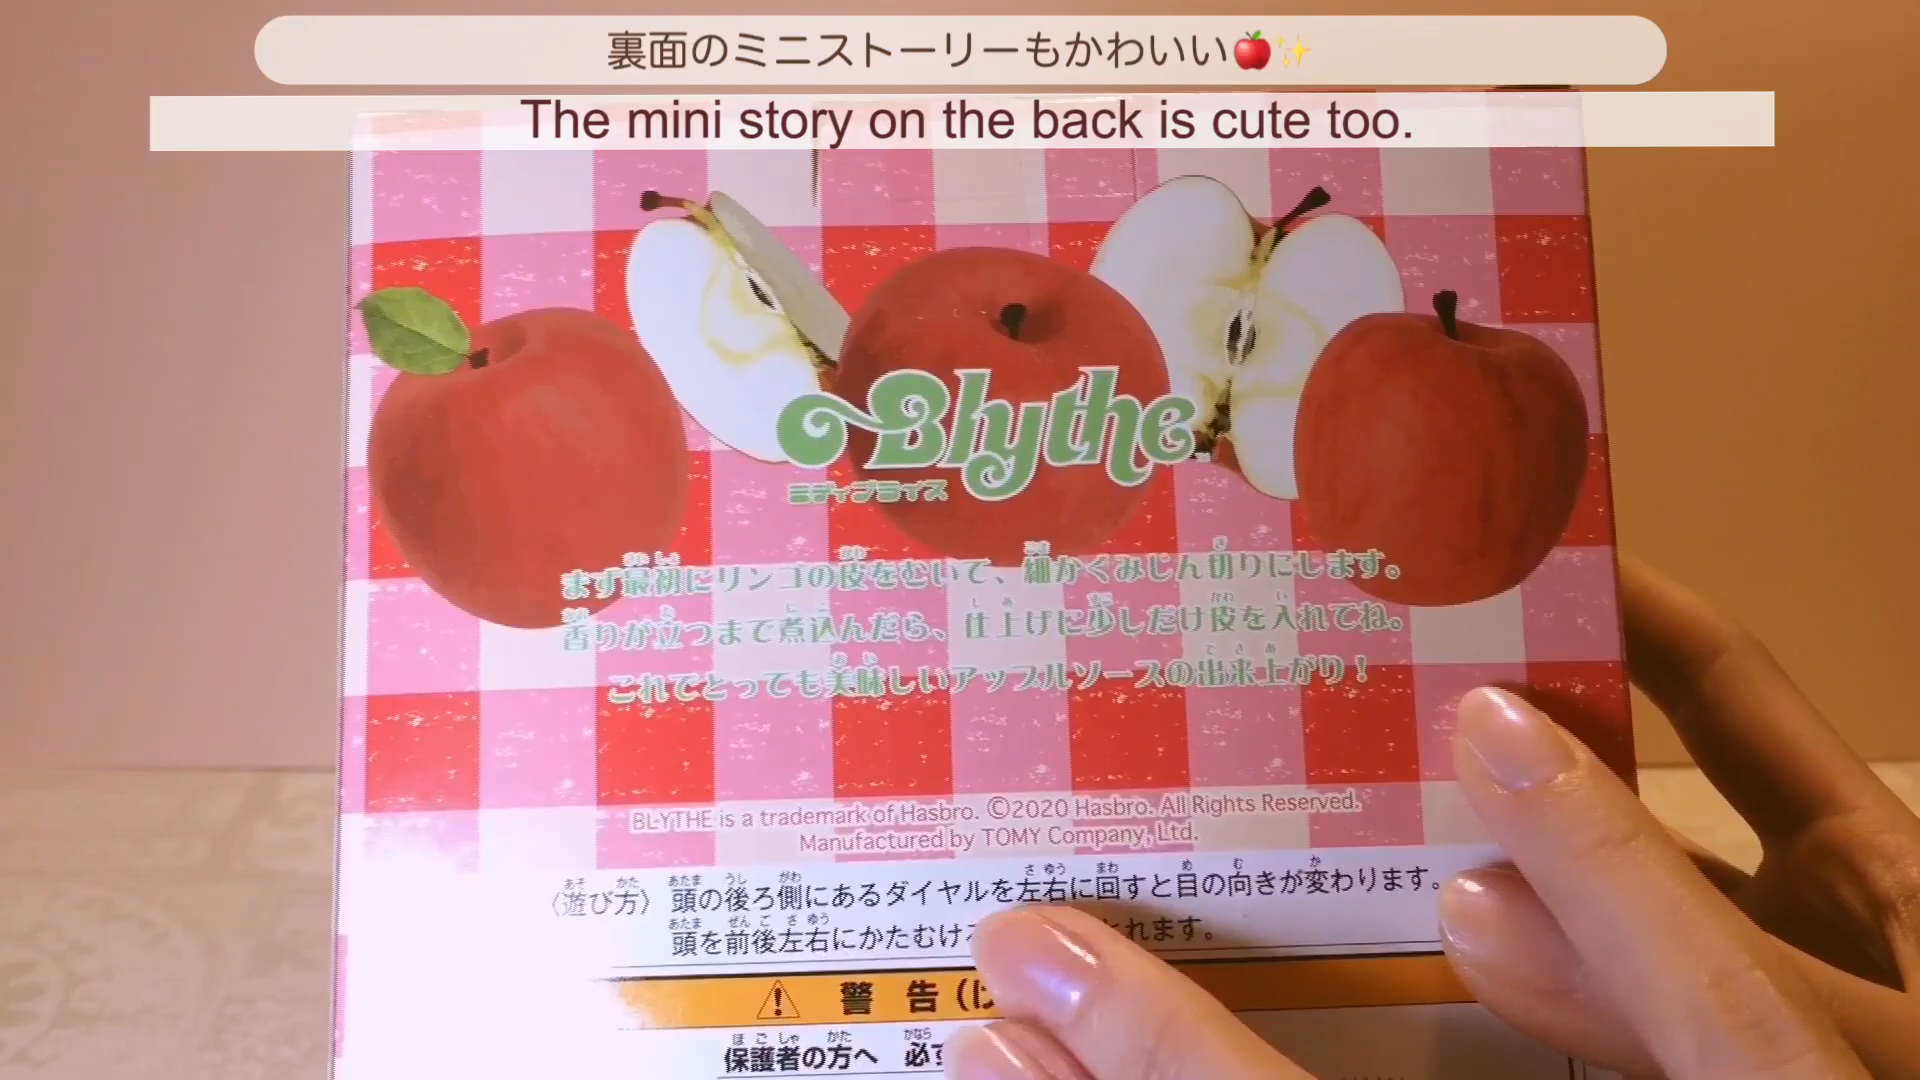 裏面のミニストーリーもかわいい🍎✨
The mini story on the back is cute too.
Blythe
ミディブライス
まず最初にリンゴの皮をむいて、細かくみじん切りにします。
香りが立つまで煮込んだら、仕上げに少しだけ皮を入れてね。
これでとっても美味しいアップルソースの出来上がり！
BLYTHE is a trademark of Hasbro. ©2020 Hasbro. All Rights Reserved.
Manufactured by TOMY Company, Ltd.
〈遊び方〉 頭の後ろ側にあるダイヤルを左右に回すと目の向きが変わります。
頭を前後左右にかたむけ れます。
⚠ 警告
保護者の方へ 必